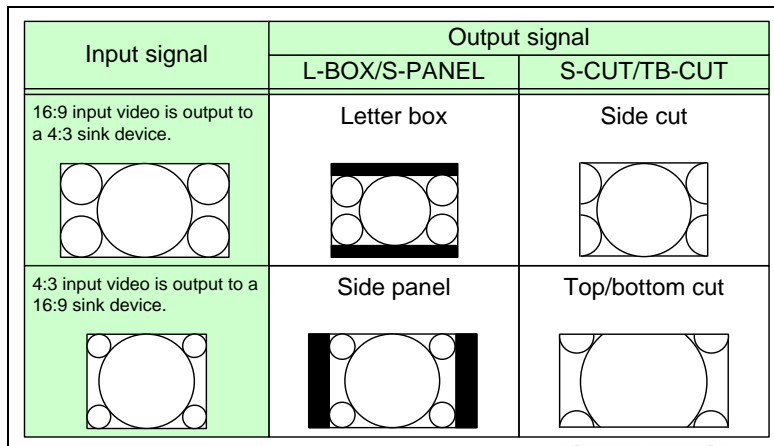 Input signal
Output signal
L-BOX/S-PANEL
S-CUT/TB-CUT
16:9 input video is output to
a 4:3 sink device.
Letter box
Side cut
4:3 input video is output to a
16:9 sink device.
Side panel
Top/bottom cut